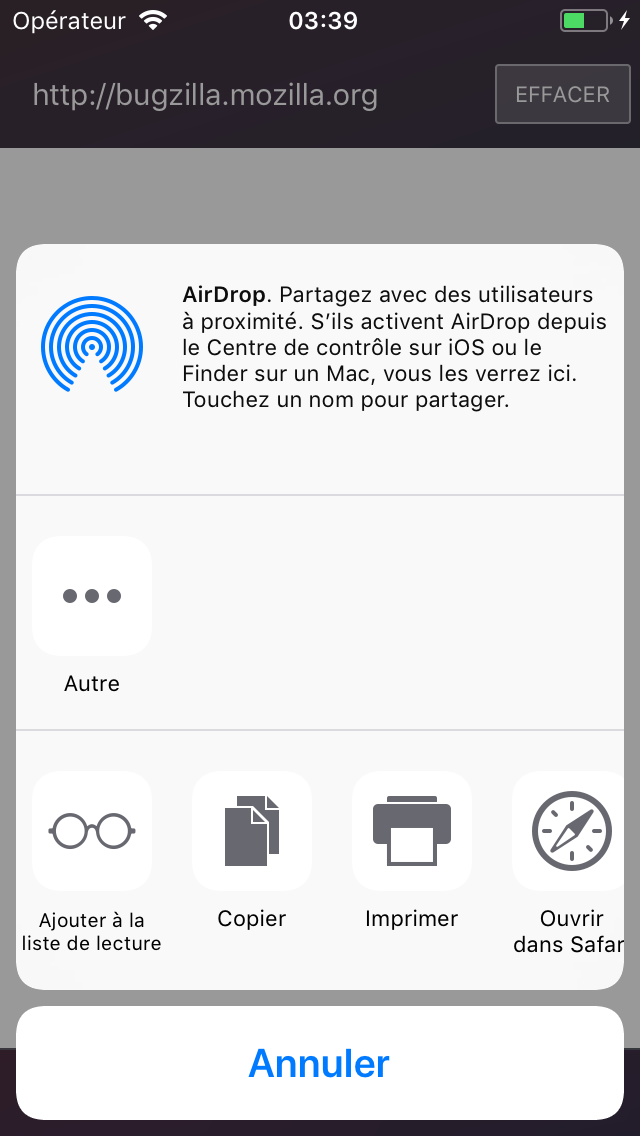 Opérateur 03:39
http://bugzilla.mozilla.org EFFACER
AirDrop. Partagez avec des utilisateurs
à proximité. S’ils activent AirDrop depuis
le Centre de contrôle sur iOS ou le
Finder sur un Mac, vous les verrez ici.
Touchez un nom pour partager.
Autre
Ajouter à la
liste de lecture
Copier
Imprimer
Ouvrir
dans Safar
Annuler